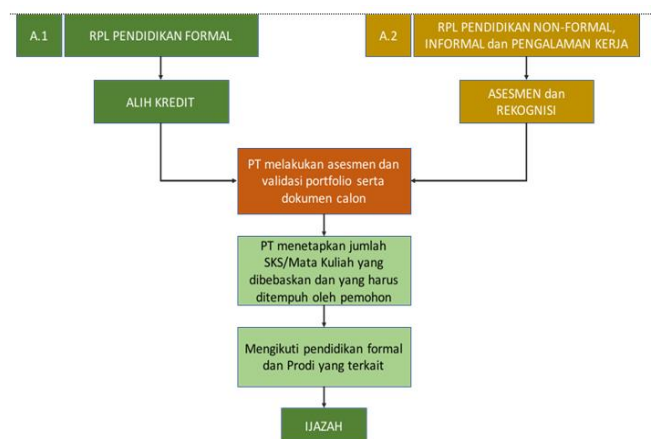 A.1
RPL PENDIDIKAN FORMAL
A.2
RPL PENDIDIKAN NON-FORMAL,
INFORMAL dan PENGALAMAN KERJA
ALIH KREDIT
ASESMEN dan
REKOGNISI
PT melakukan asesmen dan
validasi portfolio serta
dokumen calon
PT menetapkan jumlah
SKS/Mata Kuliah yang
dibebaskan dan yang harus
ditempuh oleh pemohon
Mengikuti pendidikan formal
dan Prodi yang terkait
IJAZAH